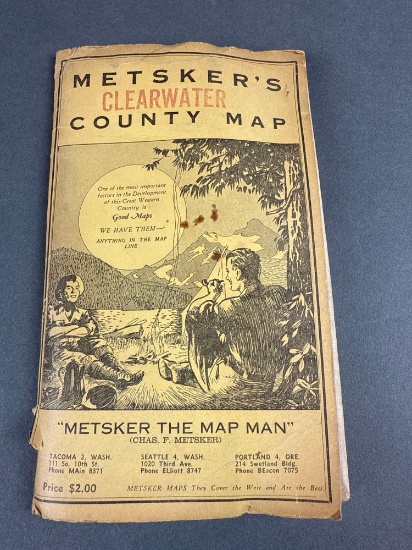 METSKER'S
CLEARWATER
COUNTY MAP
One of the most important
factors in the Development
of this Great Western
Country is
Good Maps
WE HAVE THEM—
ANYTHING IN THE MAP
LINE
"METSKER THE MAP MAN"
(CHAS. F. METSKER)
TACOMA 2, WASH.
111 So. 10th St.
Phone MAin 8371
SEATTLE 4, WASH.
1020 Third Ave.
Phone ELliott 8747
PORTLAND 4, ORE.
214 Swetland Bldg.
Phone BEacon 7075
Price $2.00
METSKER MAPS They Cover the West and Are the Best.